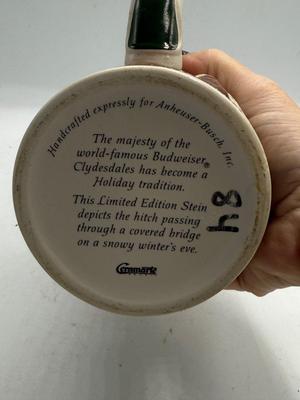 Handcrafted expressly for Anheuser-Busch, Inc.
The majesty of the
world-famous Budweiser®
Clydesdales has become a
Holiday tradition.
This Limited Edition Stein
depicts the hitch passing
through a covered bridge
on a snowy winter's eve.
Ceramarte
h8